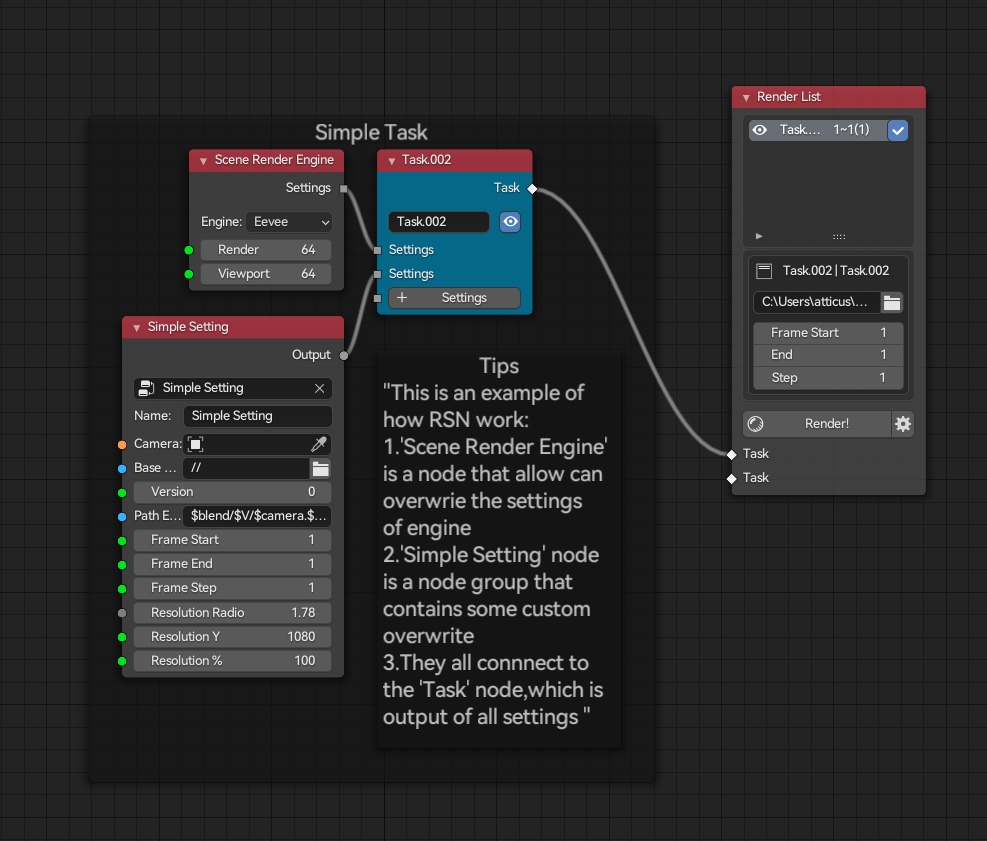 Simple Task
Scene Render Engine
Settings
Engine: Eevee
Render 64
Viewport 64
Task.002
Task
Task.002
Settings
Settings
+ Settings
Simple Setting
Output
Simple Setting
Name: Simple Setting
Camera:
Base ... //
Version 0
Path E... $blend/$V/$camera.$...
Frame Start 1
Frame End 1
Frame Step 1
Resolution Radio 1.78
Resolution Y 1080
Resolution % 100
Tips
"This is an example of
how RSN work:
1.'Scene Render Engine'
is a node that allow can
overwrie the settings
of engine
2.'Simple Setting' node
is a node group that
contains some custom
overwrite
3.They all connnect to
the 'Task' node,which is
output of all settings "
Render List
Task.... 1~1(1)
Task.002 | Task.002
C:\Users\atticus\...
Frame Start 1
End 1
Step 1
Render!
Task
Task